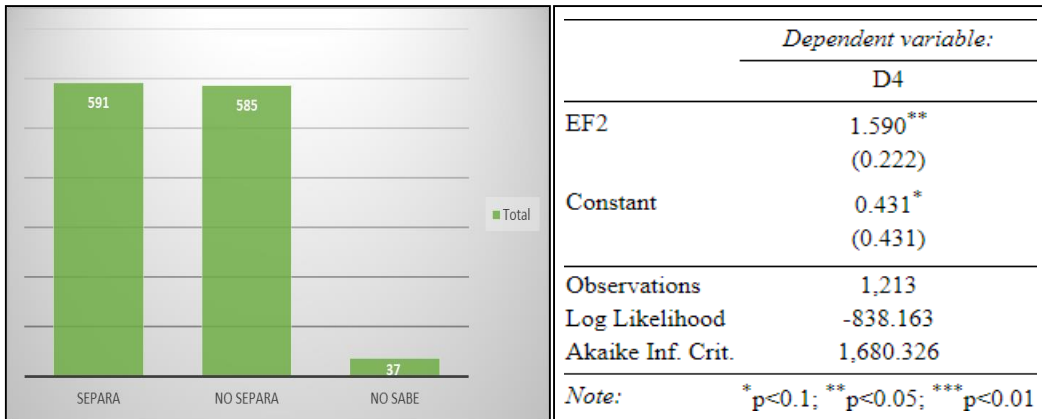 591
585
37
SEPARA
NO SEPARA
NO SABE
Total
Dependent variable:
D4
EF2 1.590**
(0.222)
Constant 0.431*
(0.431)
Observations 1,213
Log Likelihood -838.163
Akaike Inf. Crit. 1,680.326
Note: *p<0.1; **p<0.05; ***p<0.01